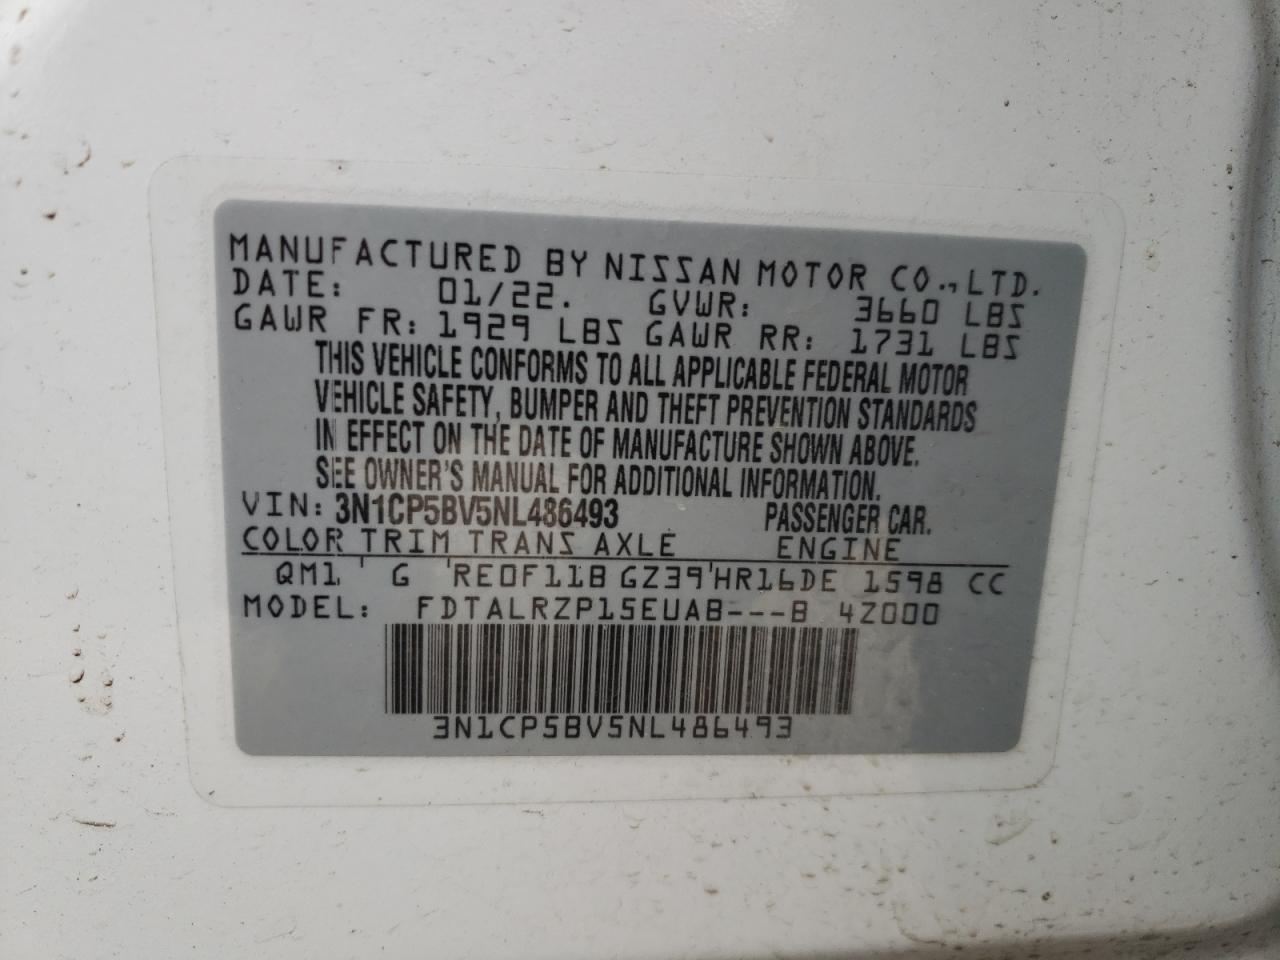 MANUFACTURED BY NISSAN MOTOR CO., LTD.
DATE: 01/22. GVWR: 3660 LBS
GAWR FR: 1929 LBS GAWR RR: 1731 LBS
THIS VEHICLE CONFORMS TO ALL APPLICABLE FEDERAL MOTOR
VEHICLE SAFETY, BUMPER AND THEFT PREVENTION STANDARDS
IN EFFECT ON THE DATE OF MANUFACTURE SHOWN ABOVE.
SEE OWNER'S MANUAL FOR ADDITIONAL INFORMATION.
VIN: 3N1CP5BV5NL486493 PASSENGER CAR.
COLOR TRIM TRANS AXLE ENGINE
QM1 ' G 'RE0F11B GZ39'HR16DE 1598 CC
MODEL: FDTALRZP15EUAB---B 4Z000
3N1CP5BV5NL486493